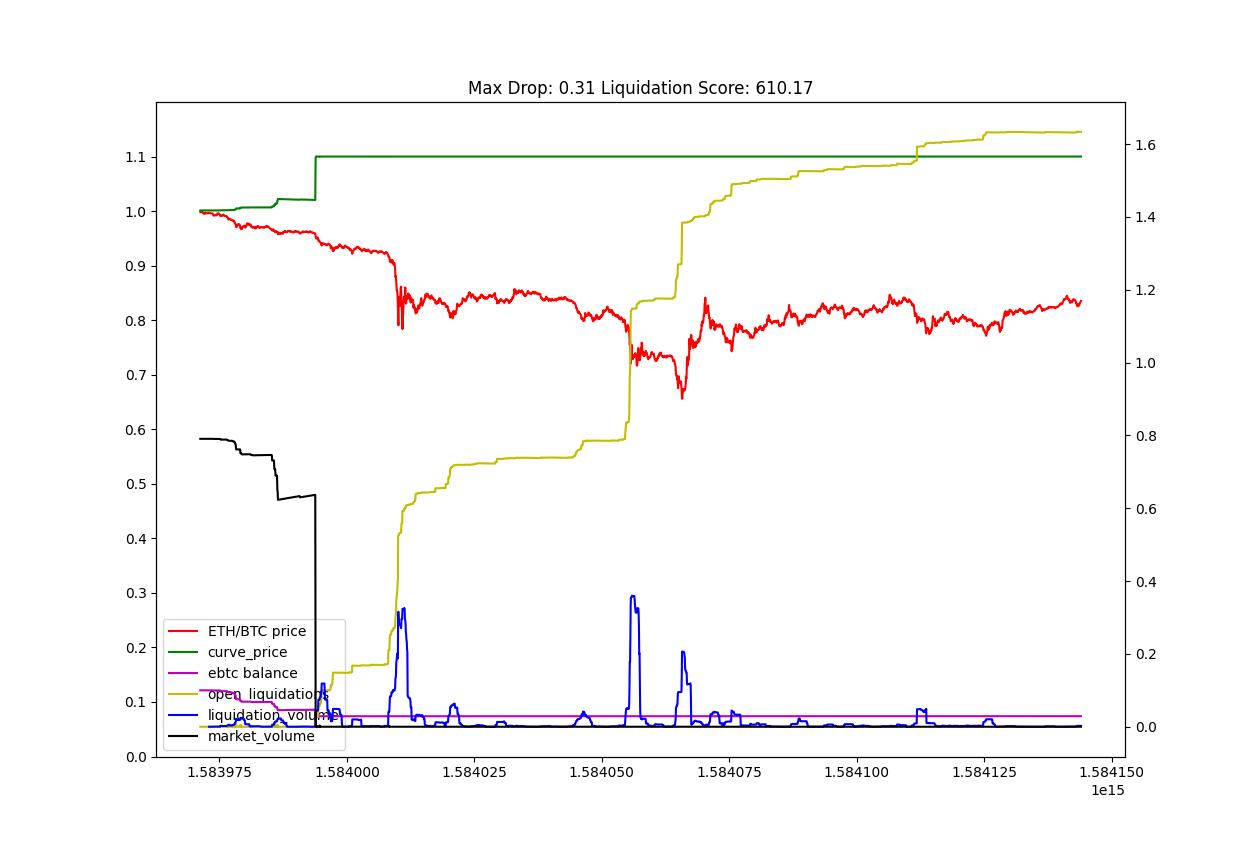 Max Drop: 0.31 Liquidation Score: 610.17
1.1
1.0
0.9
0.8
0.7
0.6
0.5
0.4
0.3
0.2
0.1
0.0
1.6
1.4
1.2
1.0
0.8
0.6
0.4
0.2
0.0
ETH/BTC price
curve_price
ebtc balance
open_liquidations
liquidation_volume
market_volume
1.583975 1.584000 1.584025 1.584050 1.584075 1.584100 1.584125 1.584150
1e15